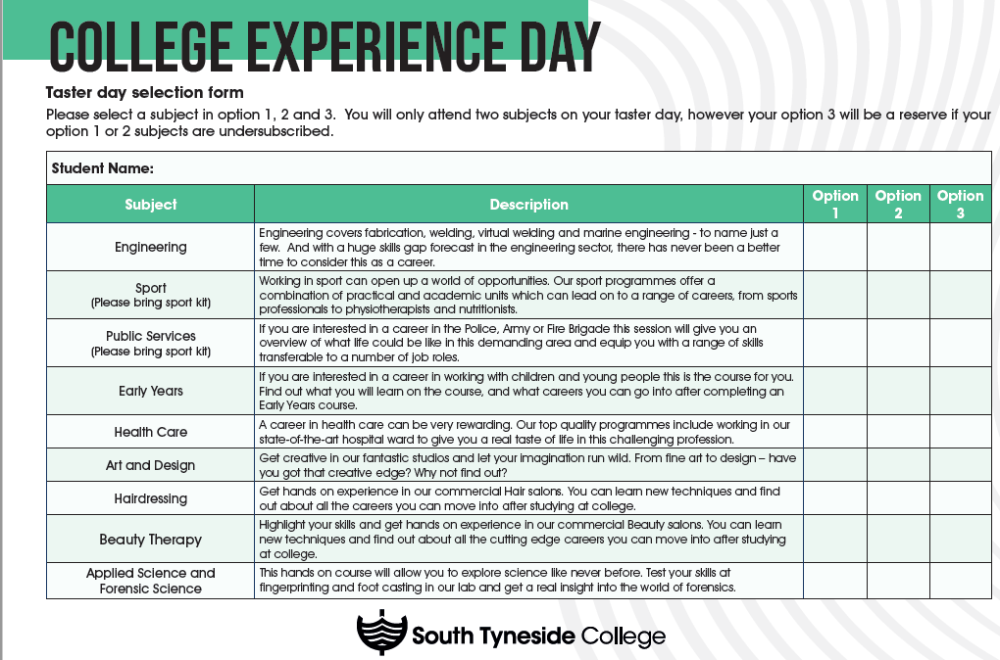 COLLEGE EXPERIENCE DAY
Taster day selection form
Please select a subject in option 1, 2 and 3.  You will only attend two subjects on your taster day, however your option 3 will be a reserve if your
option 1 or 2 subjects are undersubscribed.
Student Name:
Subject
Description
Option
1
Option
2
Option
3
Engineering
Engineering covers fabrication, welding, virtual welding and marine engineering - to name just a
few.  And with a huge skills gap forecast in the engineering sector, there has never been a better
time to consider this as a career.
Sport
(Please bring sport kit)
Working in sport can open up a world of opportunities. Our sport programmes offer a
combination of practical and academic units which can lead on to a range of careers, from sports
professionals to physiotherapists and nutritionists.
Public Services
(Please bring sport kit)
If you are interested in a career in the Police, Army or Fire Brigade this session will give you an
overview of what life could be like in this demanding area and equip you with a range of skills
transferable to a number of job roles.
Early Years
If you are interested in a career in working with children and young people this is the course for you.
Find out what you will learn on the course, and what careers you can go into after completing an
Early Years course.
Health Care
A career in health care can be very rewarding. Our top quality programmes include working in our
state-of-the-art hospital ward to give you a real taste of life in this challenging profession.
Art and Design
Get creative in our fantastic studios and let your imagination run wild. From fine art to design – have
you got that creative edge? Why not find out?
Hairdressing
Get hands on experience in our commercial Hair salons. You can learn new techniques and find
out about all the careers you can move into after studying at college.
Beauty Therapy
Highlight your skills and get hands on experience in our commercial Beauty salons. You can learn
new techniques and find out about all the cutting edge careers you can move into after studying
at college.
Applied Science and
Forensic Science
This hands on course will allow you to explore science like never before. Test your skills at
fingerprinting and foot casting in our lab and get a real insight into the world of forensics.
South Tyneside College